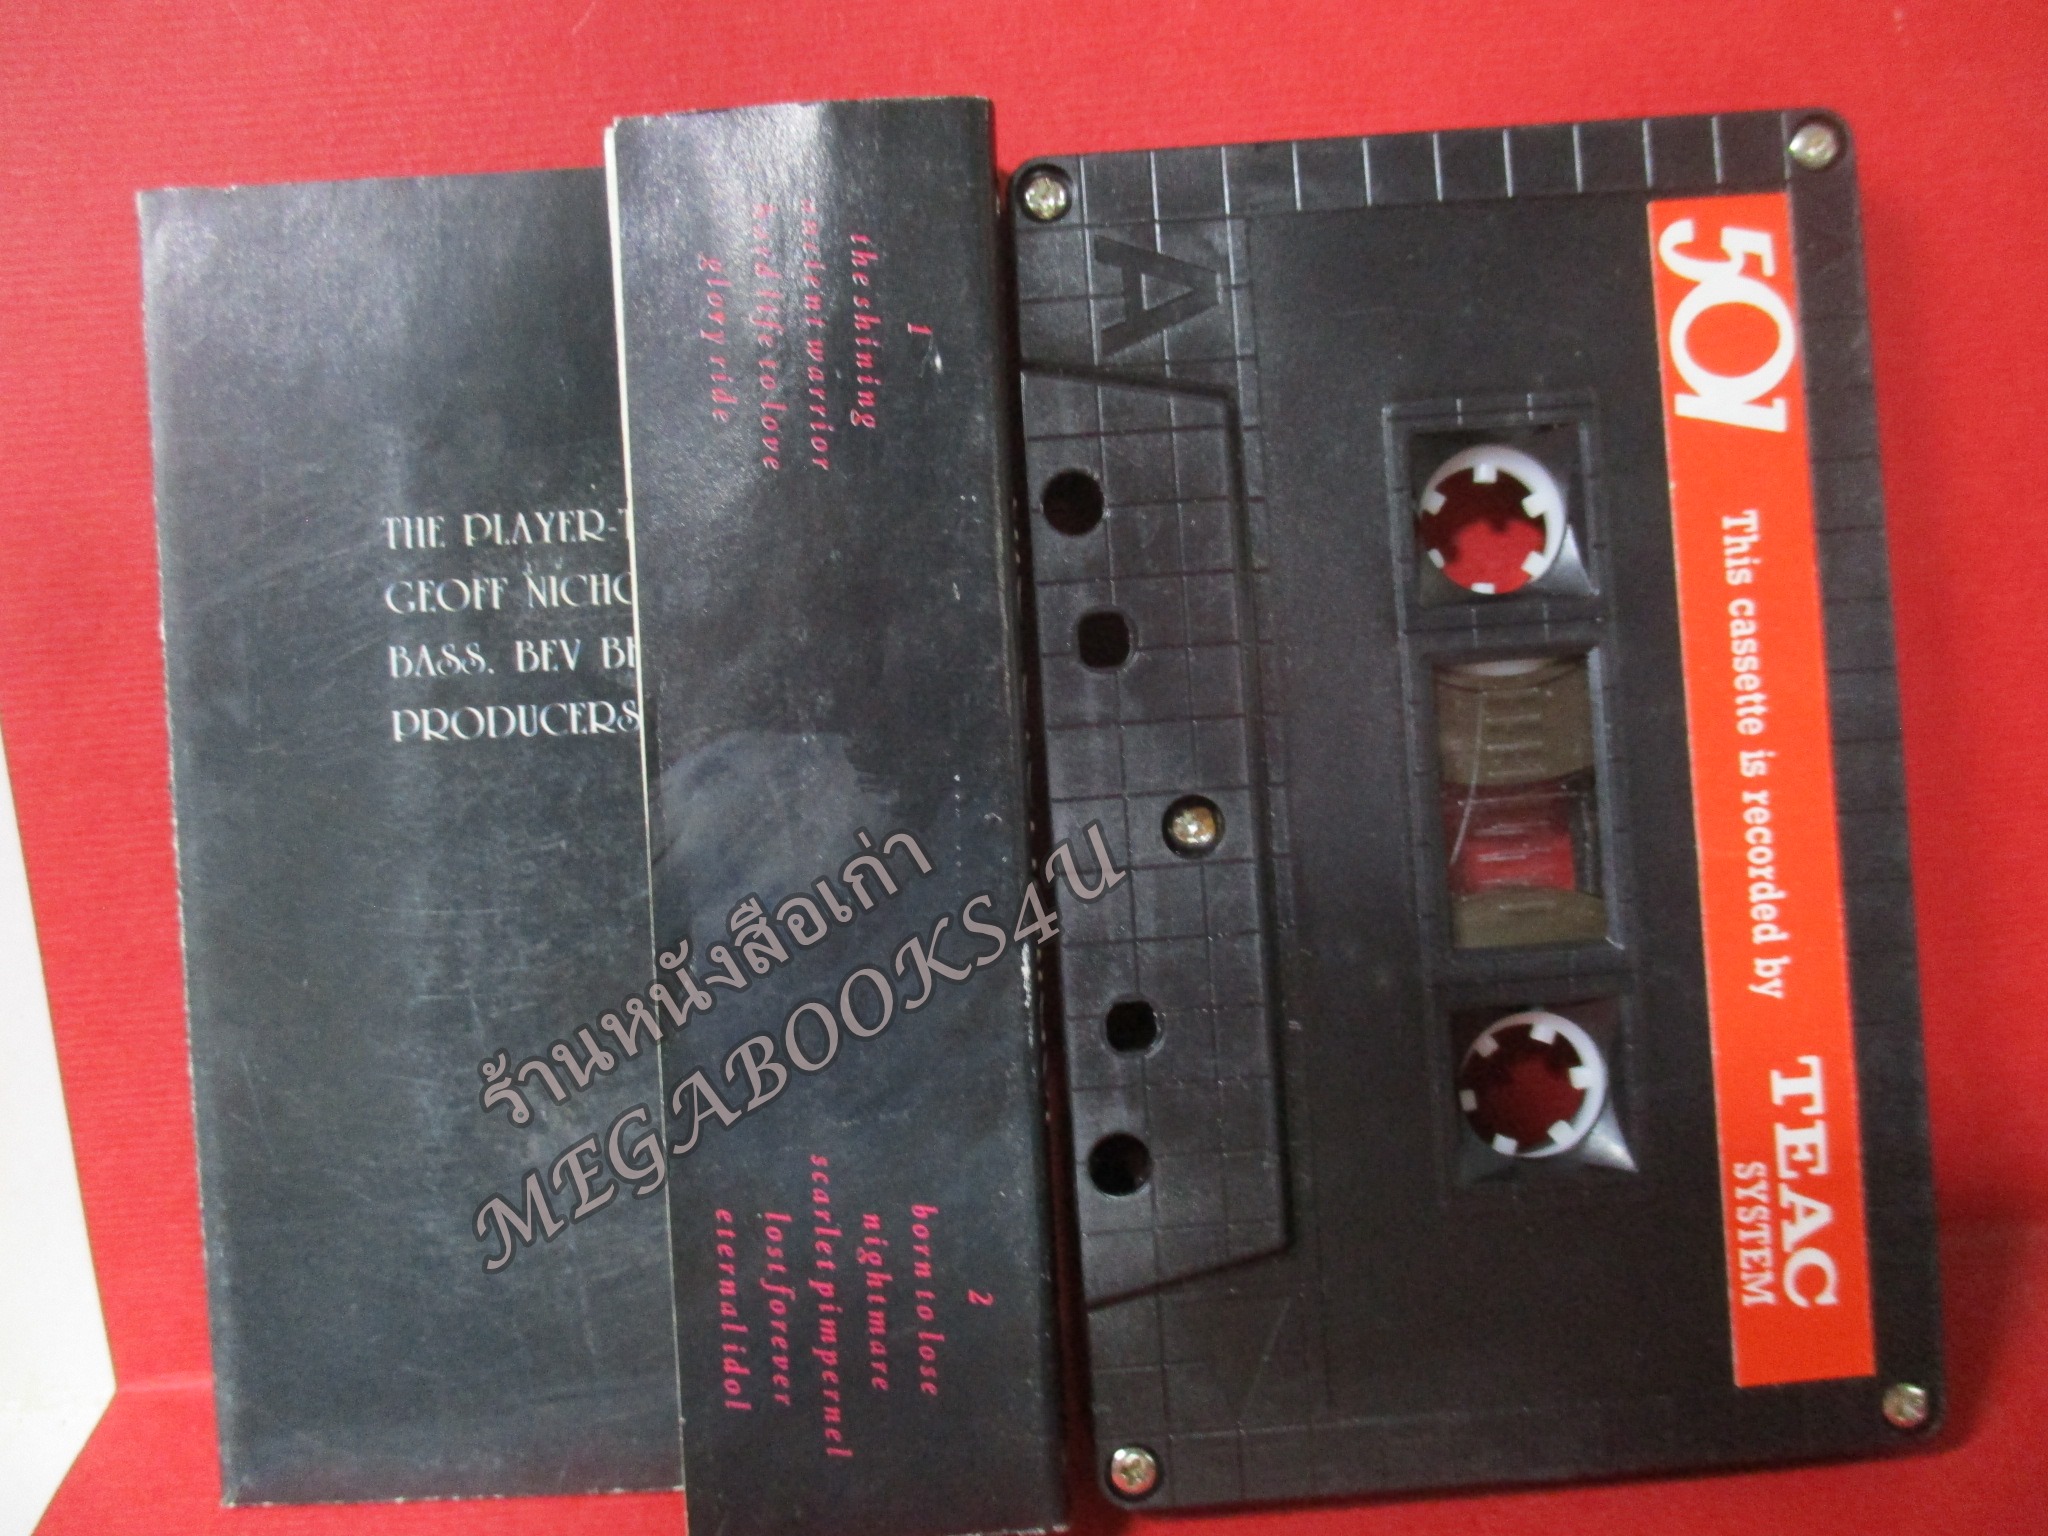 THE PLAYER-T
GEOFF NICHO
BASS. BEV BE
PRODUCERS
1
the shining
ancient warrior
hard life to love
glory ride
2
born to lose
nightmare
scarlet pimpernel
lost forever
eternal idol
A
501 This cassette is recorded by TEAC
SYSTEM
ร้านหนังสือเก่า
MEGABOOKS4U